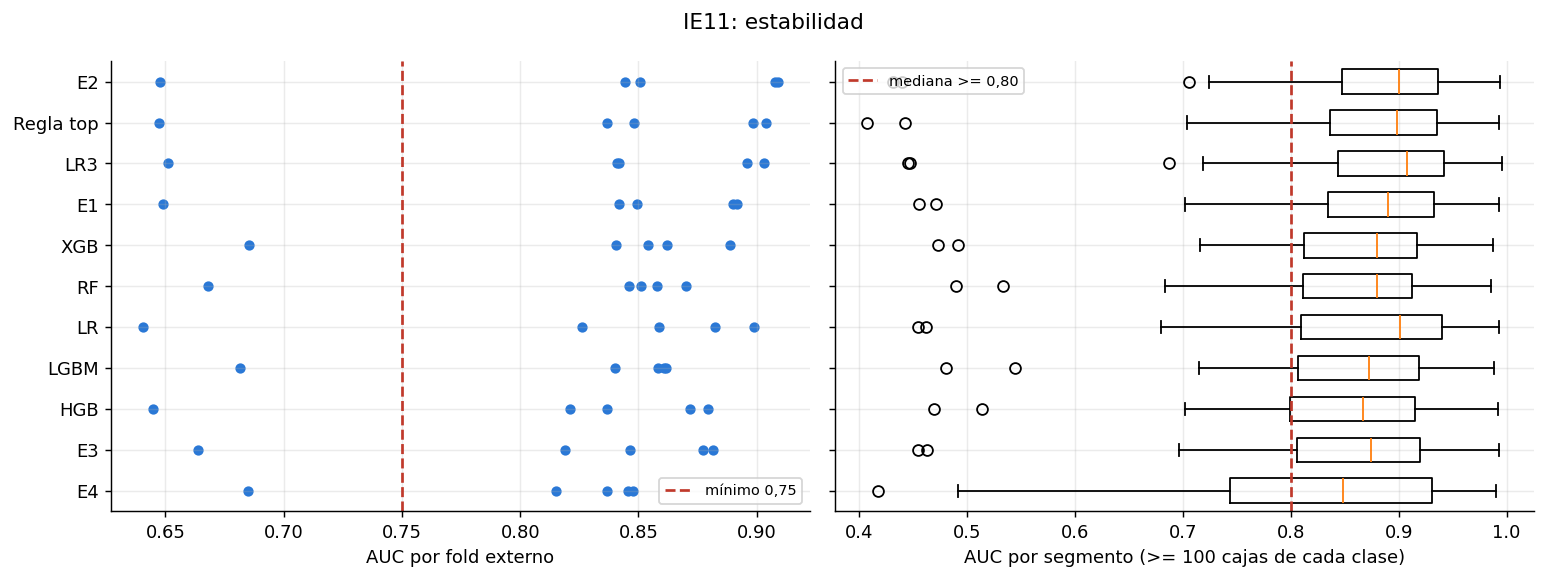 IE11: estabilidad
E2
Regla top
LR3
E1
XGB
RF
LR
LGBM
HGB
E3
E4
mínimo 0,75
0.65 0.70 0.75 0.80 0.85 0.90
AUC por fold externo
mediana >= 0,80
0.4 0.5 0.6 0.7 0.8 0.9 1.0
AUC por segmento (>= 100 cajas de cada clase)